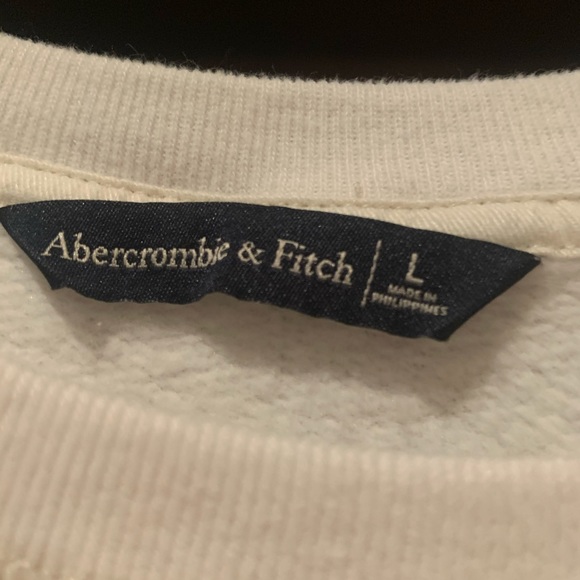 Abercrombie & Fitch
L
MADE IN
PHILIPPINES